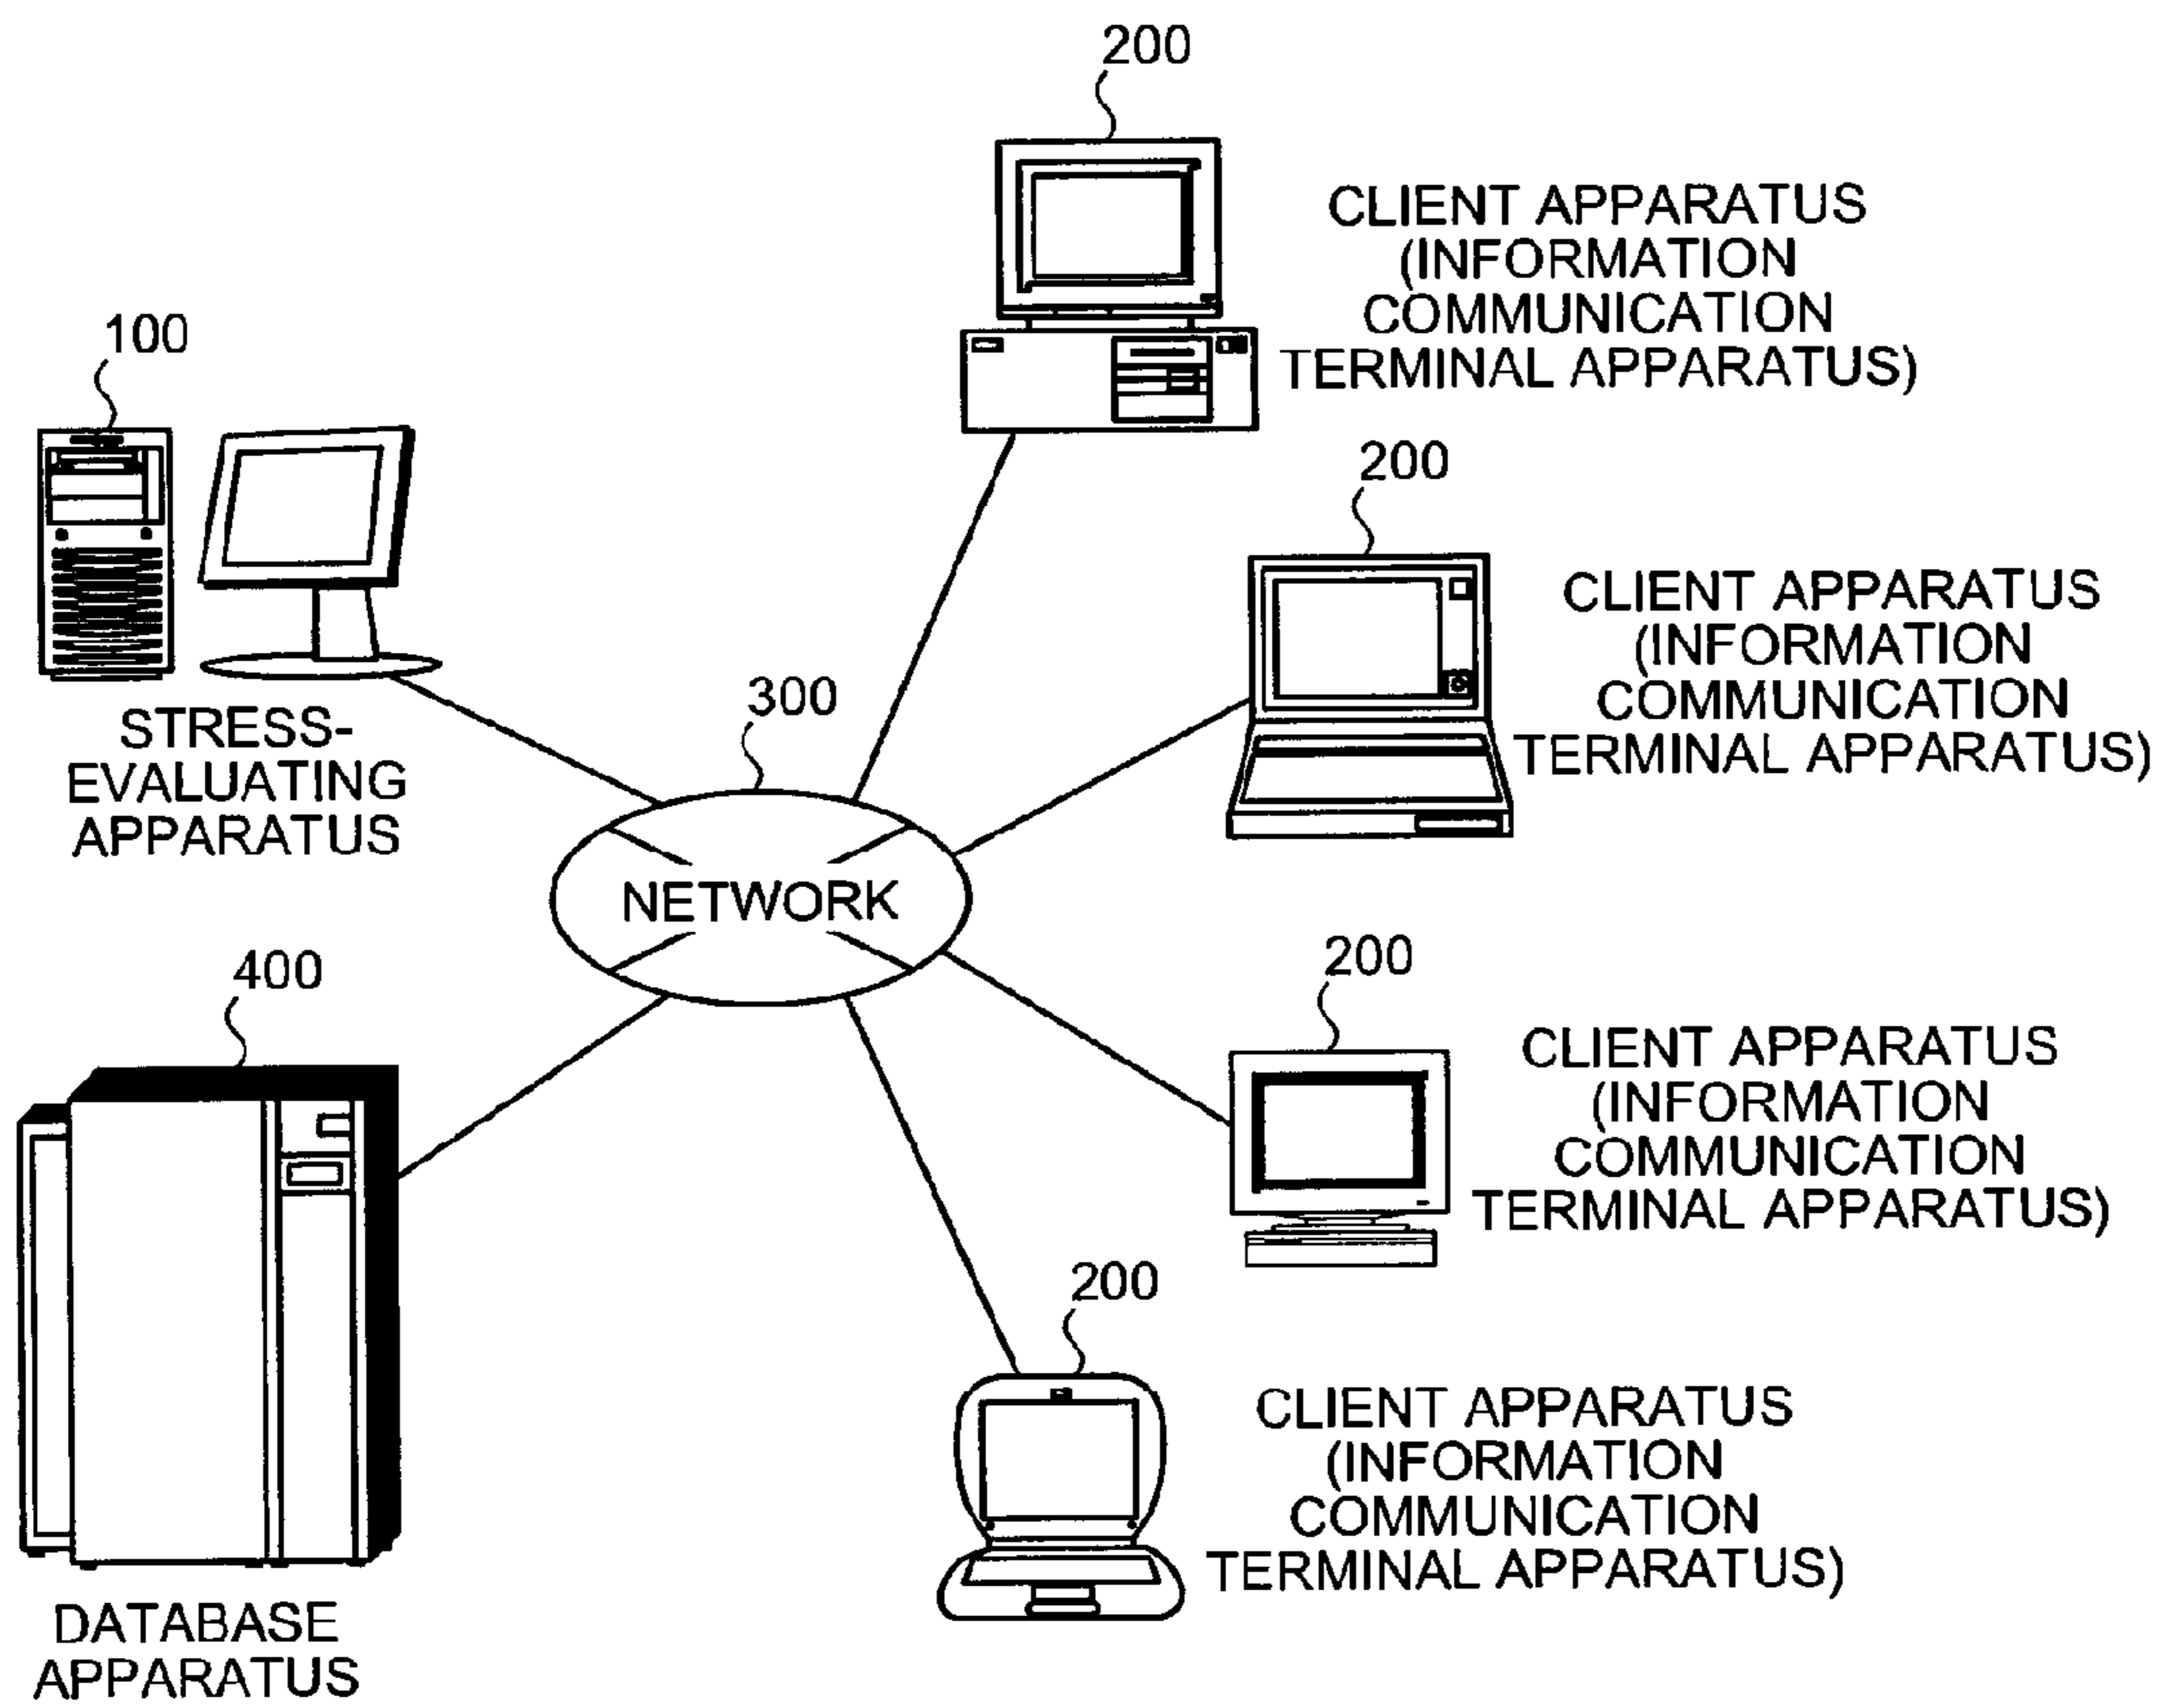 200
CLIENT APPARATUS
(INFORMATION
COMMUNICATION
TERMINAL APPARATUS)
100
STRESS-
EVALUATING
APPARATUS
200
CLIENT APPARATUS
(INFORMATION
COMMUNICATION
TERMINAL APPARATUS)
300
NETWORK
400
DATABASE
APPARATUS
200
CLIENT APPARATUS
(INFORMATION
COMMUNICATION
TERMINAL APPARATUS)
200
CLIENT APPARATUS
(INFORMATION
COMMUNICATION
TERMINAL APPARATUS)